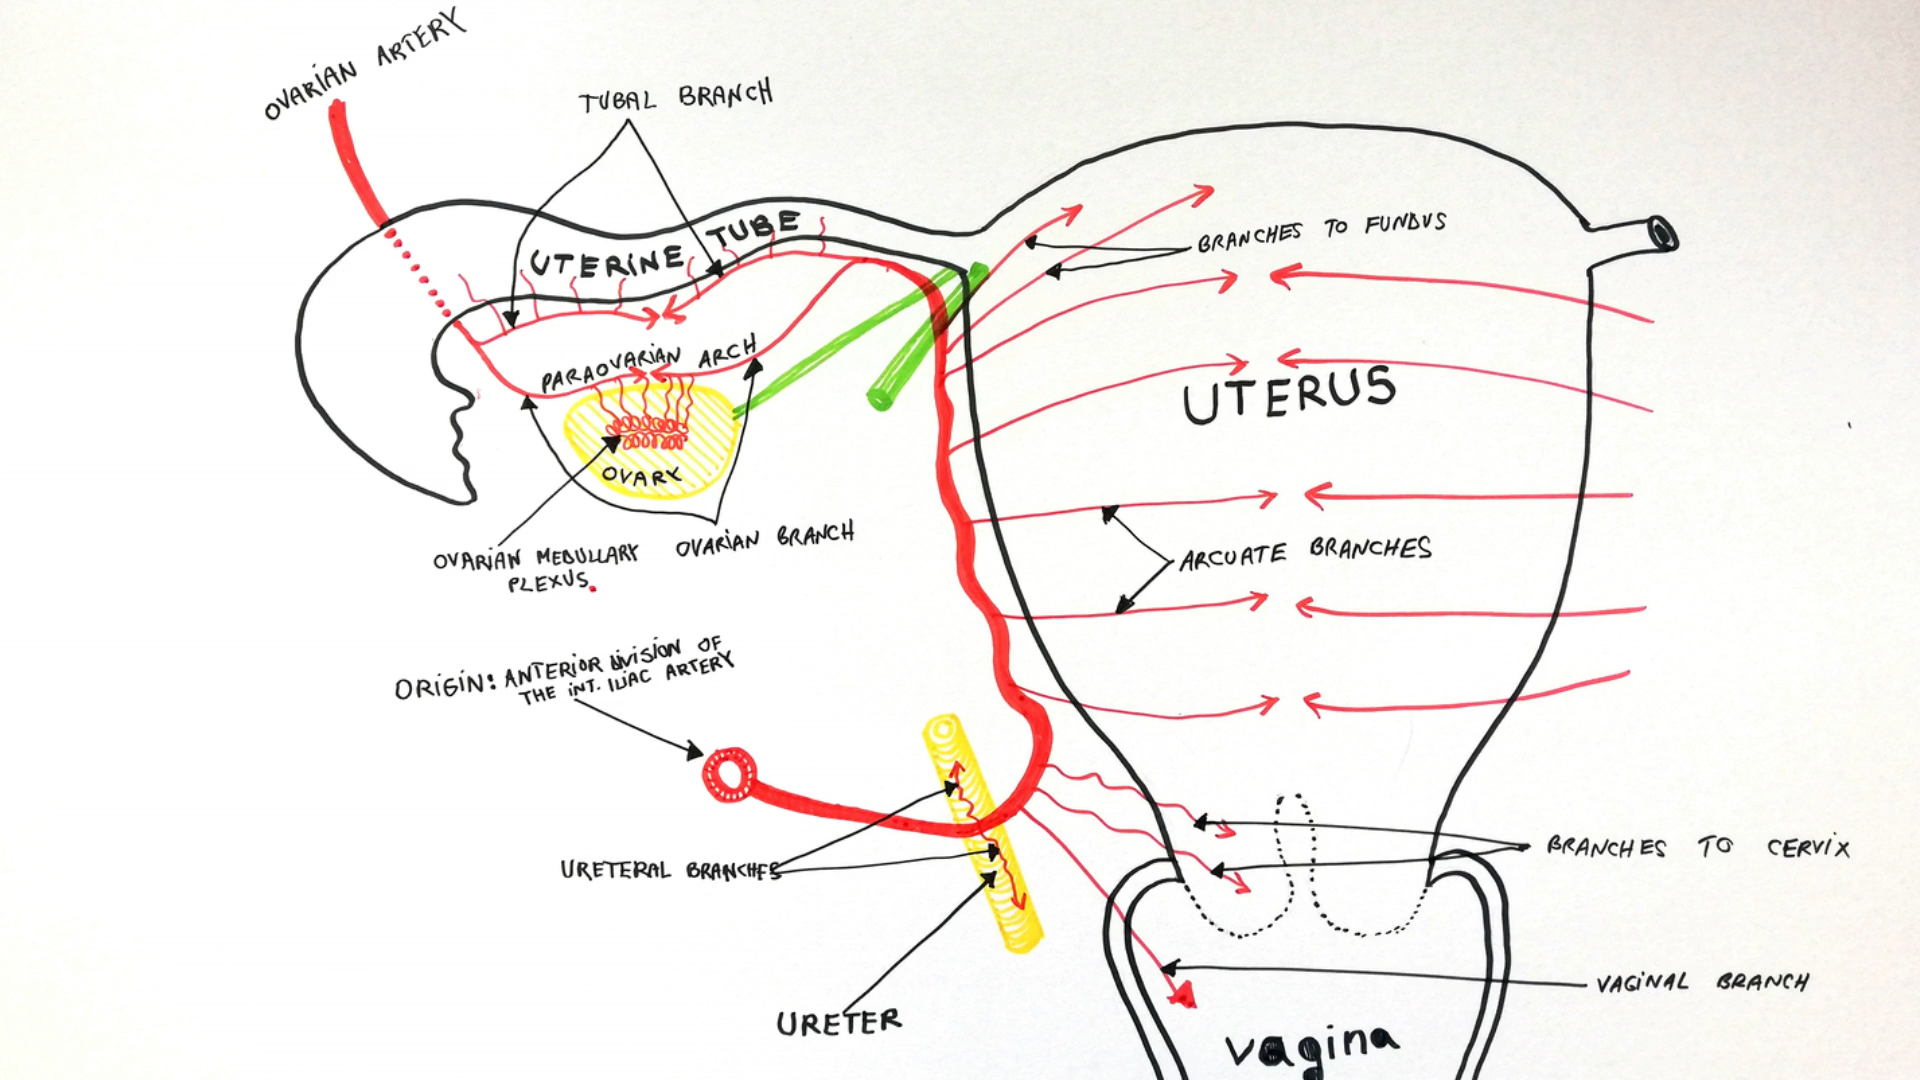 OVARIAN ARTERY
TUBAL BRANCH
UTERINE TUBE
BRANCHES TO FUNDUS
PARAOVARIAN ARCH
UTERUS
OVARY
OVARIAN MEDULLARY
PLEXUS.
OVARIAN BRANCH
ARCUATE BRANCHES
ORIGIN: ANTERIOR DIVISION OF
THE INT. ILIAC ARTERY
URETERAL BRANCHES
BRANCHES TO CERVIX
VAGINAL BRANCH
URETER
vagina